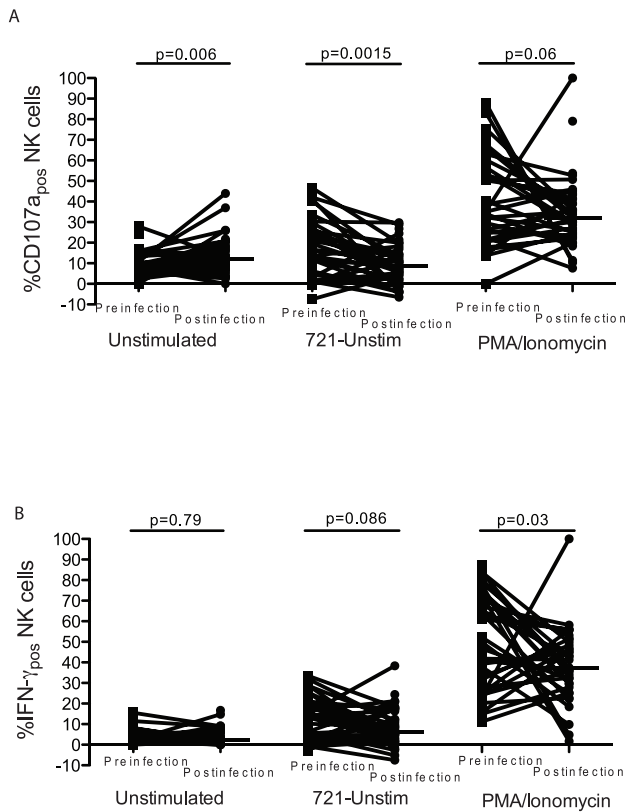 A
p=0.006 p=0.0015 p=0.06
%CD107apos NK cells
100
90
80
70
60
50
40
30
20
10
0
-10
Preinfection Postinfection Preinfection Postinfection Preinfection Postinfection
Unstimulated 721-Unstim PMA/Ionomycin
B
p=0.79 p=0.086 p=0.03
%IFN-γpos NK cells
100
90
80
70
60
50
40
30
20
10
0
-10
Preinfection Postinfection Preinfection Postinfection Preinfection Postinfection
Unstimulated 721-Unstim PMA/Ionomycin